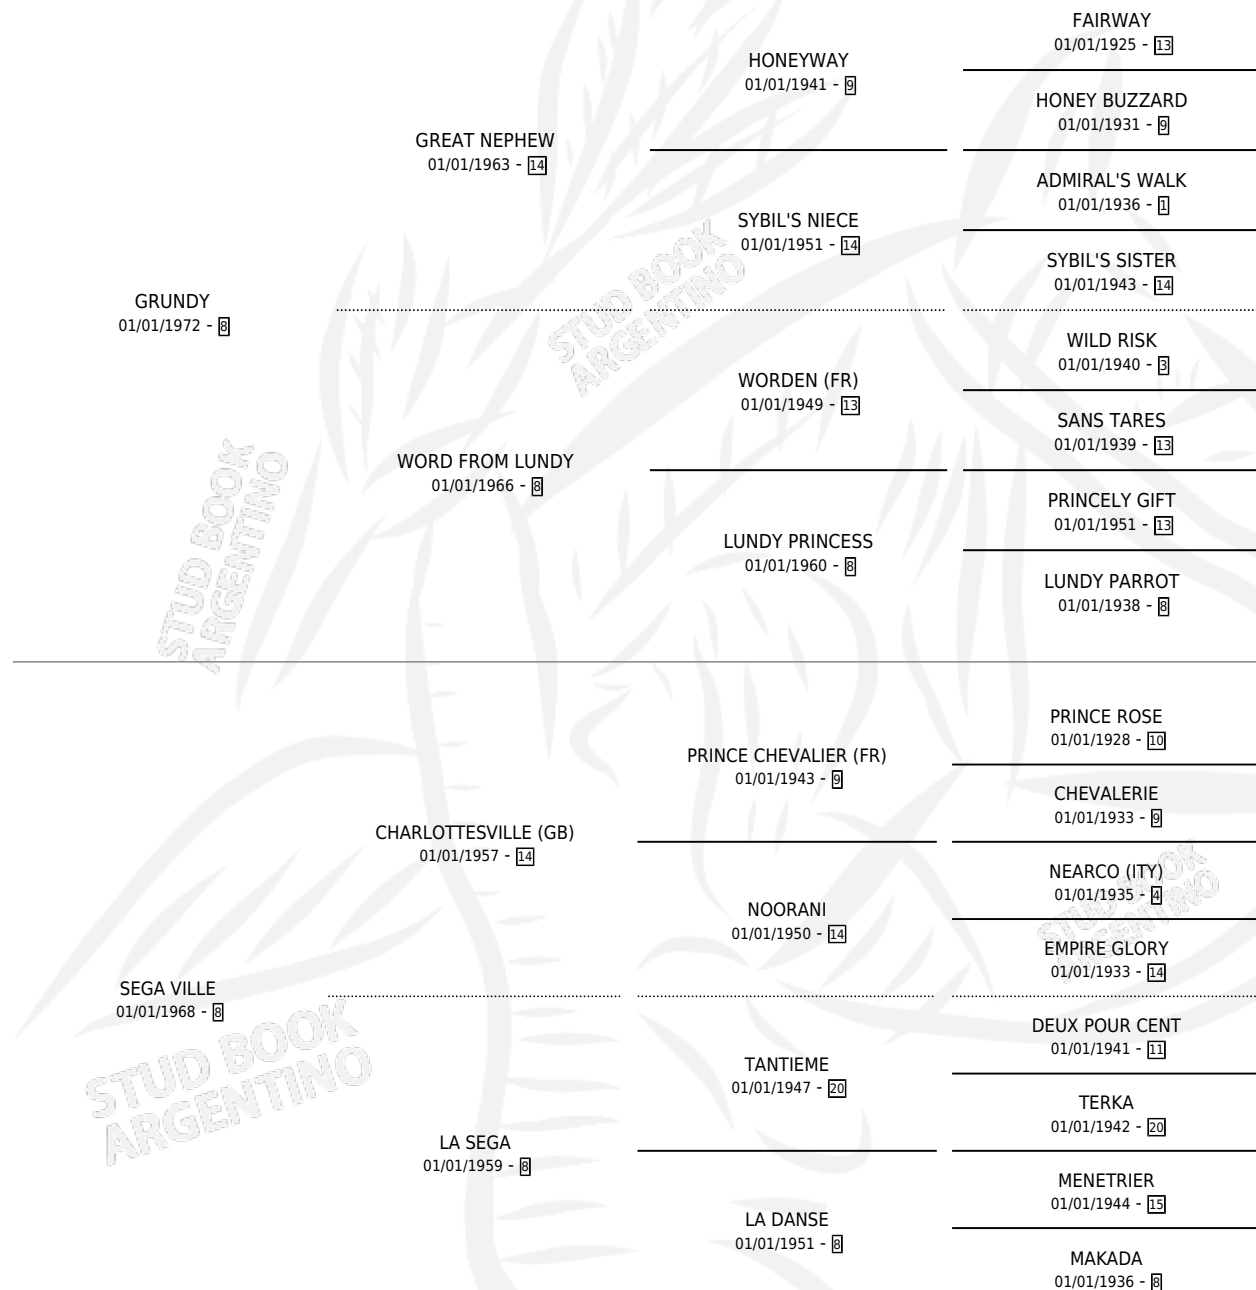 FAIRWAY
01/01/1925 - 13
HONEYWAY
01/01/1941 - 9
HONEY BUZZARD
01/01/1931 - 9
GREAT NEPHEW
01/01/1963 - 14
ADMIRAL'S WALK
01/01/1936 - 1
SYBIL'S NIECE
01/01/1951 - 14
SYBIL'S SISTER
01/01/1943 - 14
GRUNDY
01/01/1972 - 8
WILD RISK
01/01/1940 - 3
WORDEN (FR)
01/01/1949 - 13
SANS TARES
01/01/1939 - 13
WORD FROM LUNDY
01/01/1966 - 8
PRINCELY GIFT
01/01/1951 - 13
LUNDY PRINCESS
01/01/1960 - 8
LUNDY PARROT
01/01/1938 - 8
STUD BOOK
ARGENTINO
STUD BOOK
ARGENTINO
PRINCE ROSE
01/01/1928 - 10
PRINCE CHEVALIER (FR)
01/01/1943 - 9
CHEVALERIE
01/01/1933 - 9
CHARLOTTESVILLE (GB)
01/01/1957 - 14
NEARCO (ITY)
01/01/1935 - 4
NOORANI
01/01/1950 - 14
EMPIRE GLORY
01/01/1933 - 14
SEGA VILLE
01/01/1968 - 8
DEUX POUR CENT
01/01/1941 - 11
TANTIEME
01/01/1947 - 20
TERKA
01/01/1942 - 20
LA SEGA
01/01/1959 - 8
MENETRIER
01/01/1944 - 15
LA DANSE
01/01/1951 - 8
MAKADA
01/01/1936 - 8
STUD BOOK
ARGENTINO
STUD BOOK
ARGENTINO